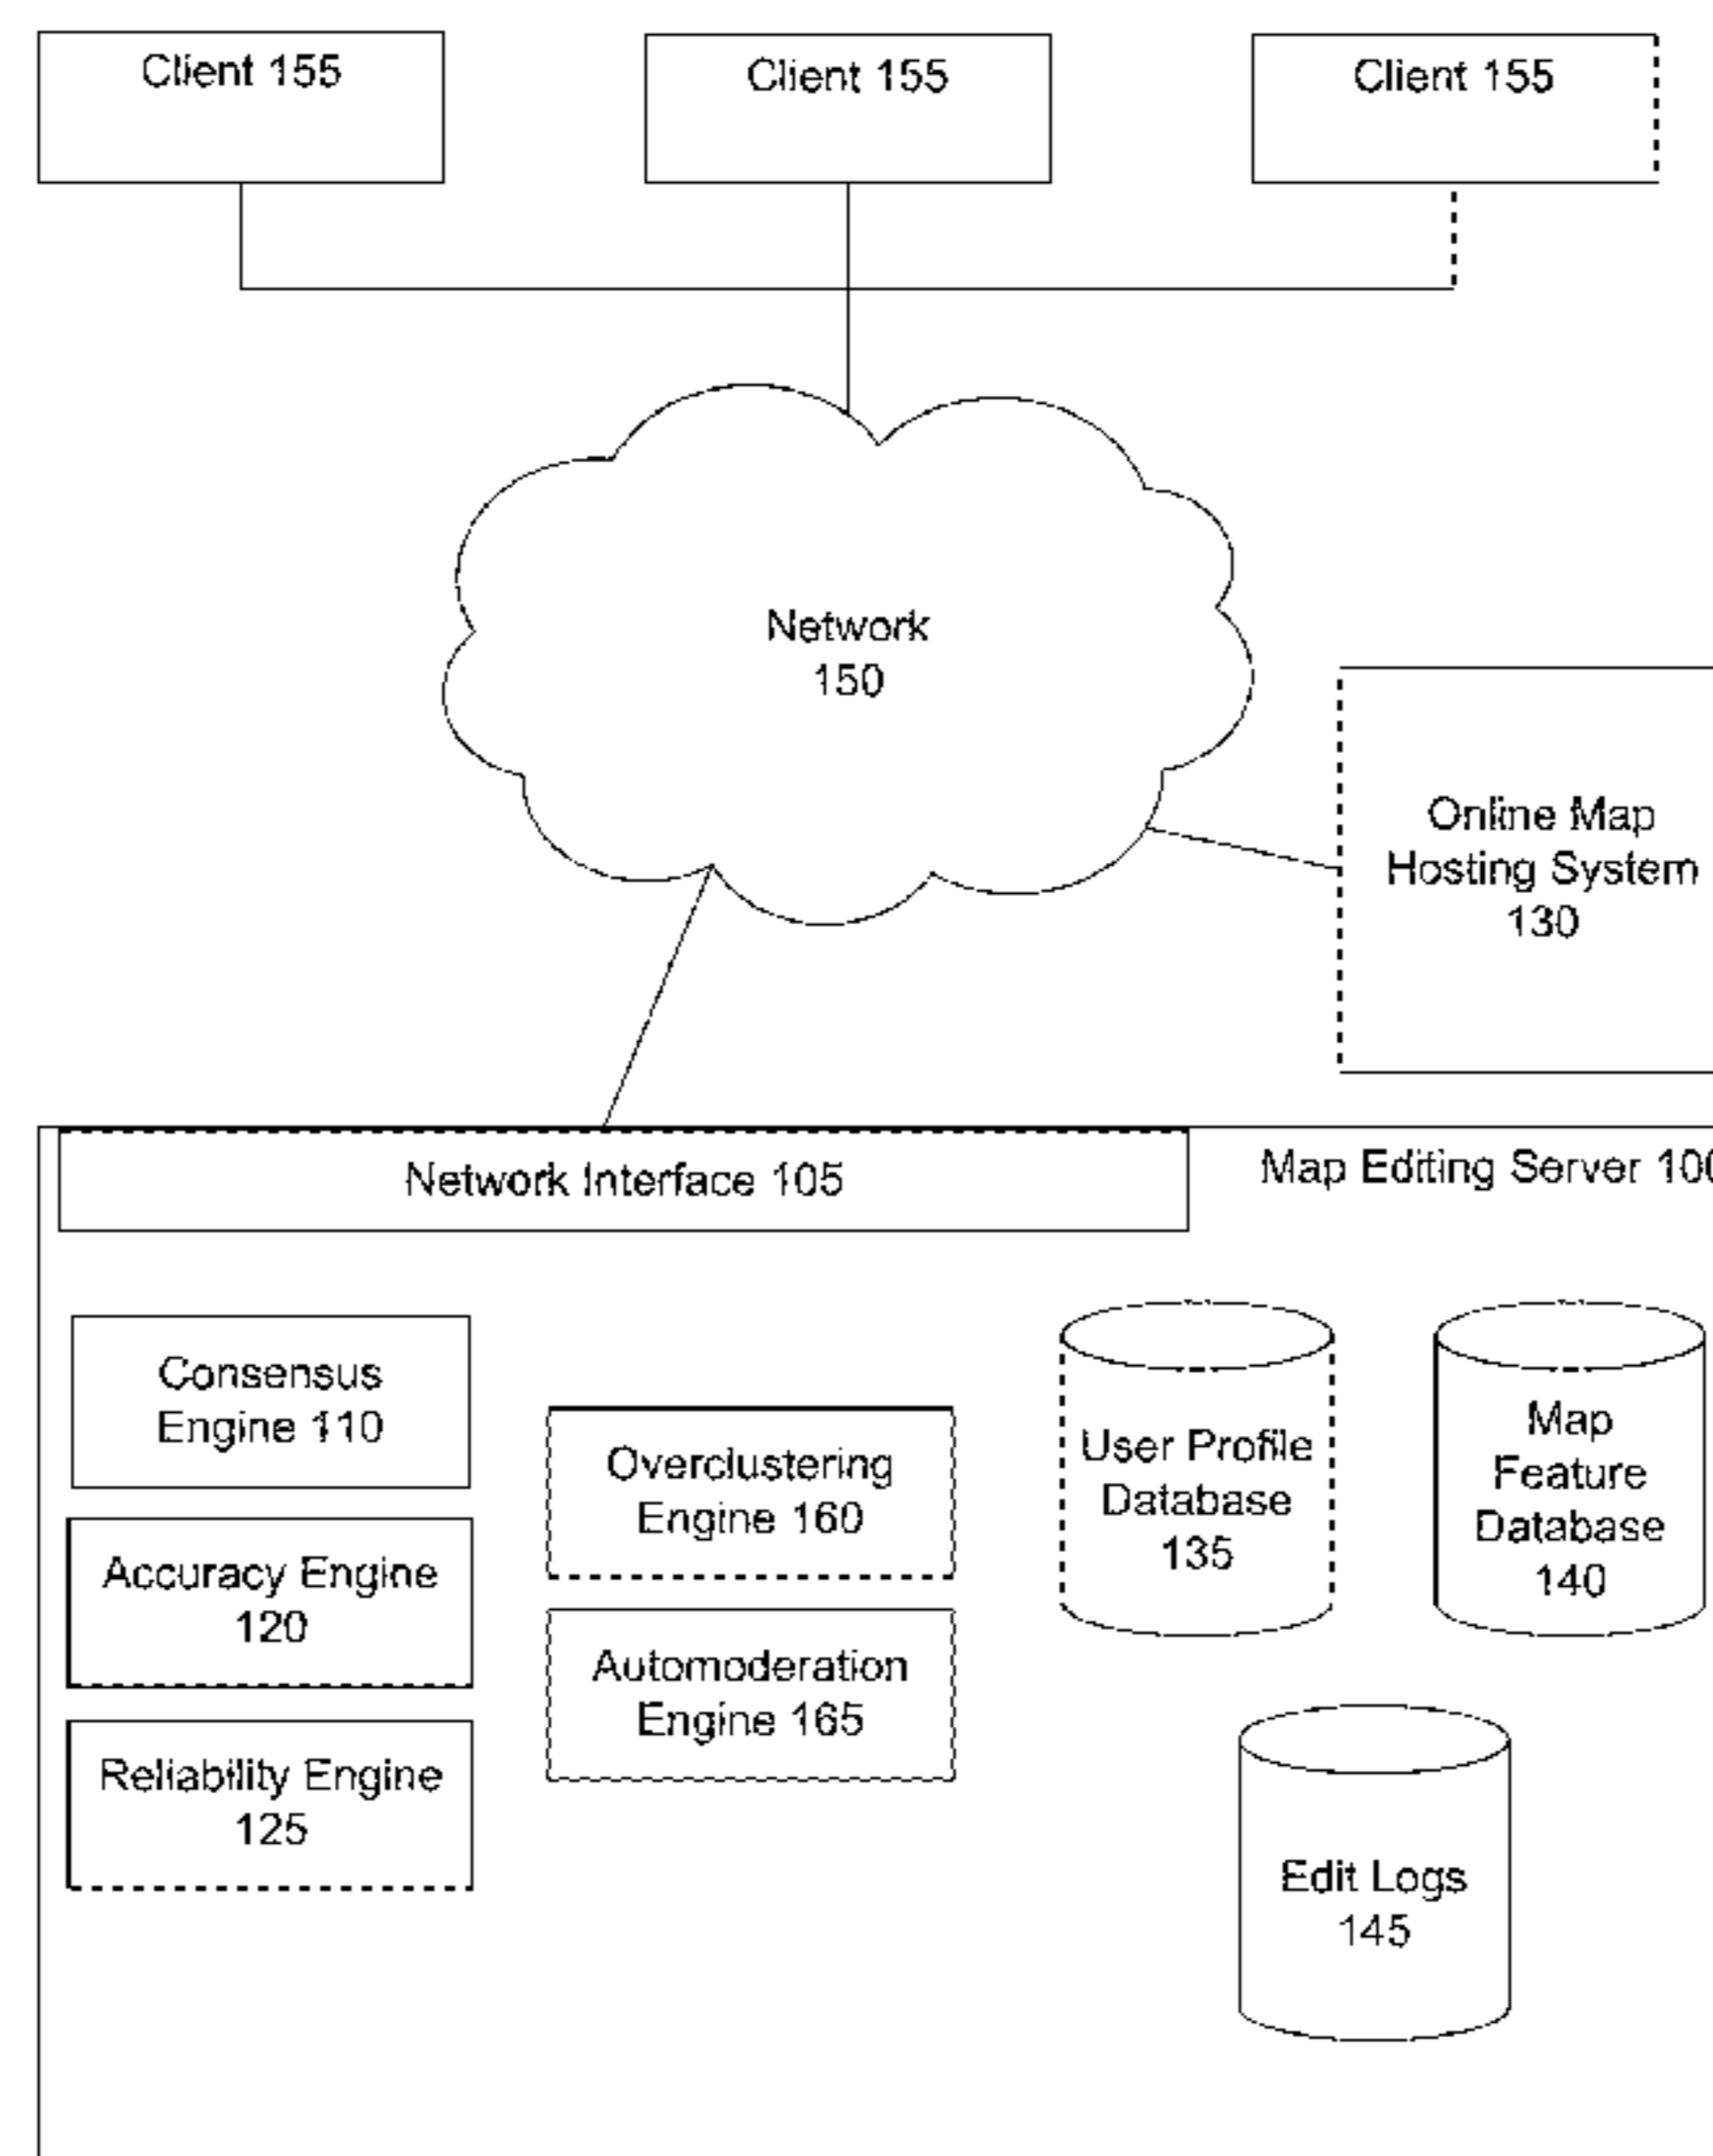 Client 155
Client 155
Client 155
Network
150
Online Map
Hosting System
130
Network Interface 105
Map Editing Server 100
Consensus
Engine 110
Overclustering
Engine 160
User Profile
Database
135
Map
Feature
Database
140
Accuracy Engine
120
Automoderation
Engine 165
Reliability Engine
125
Edit Logs
145